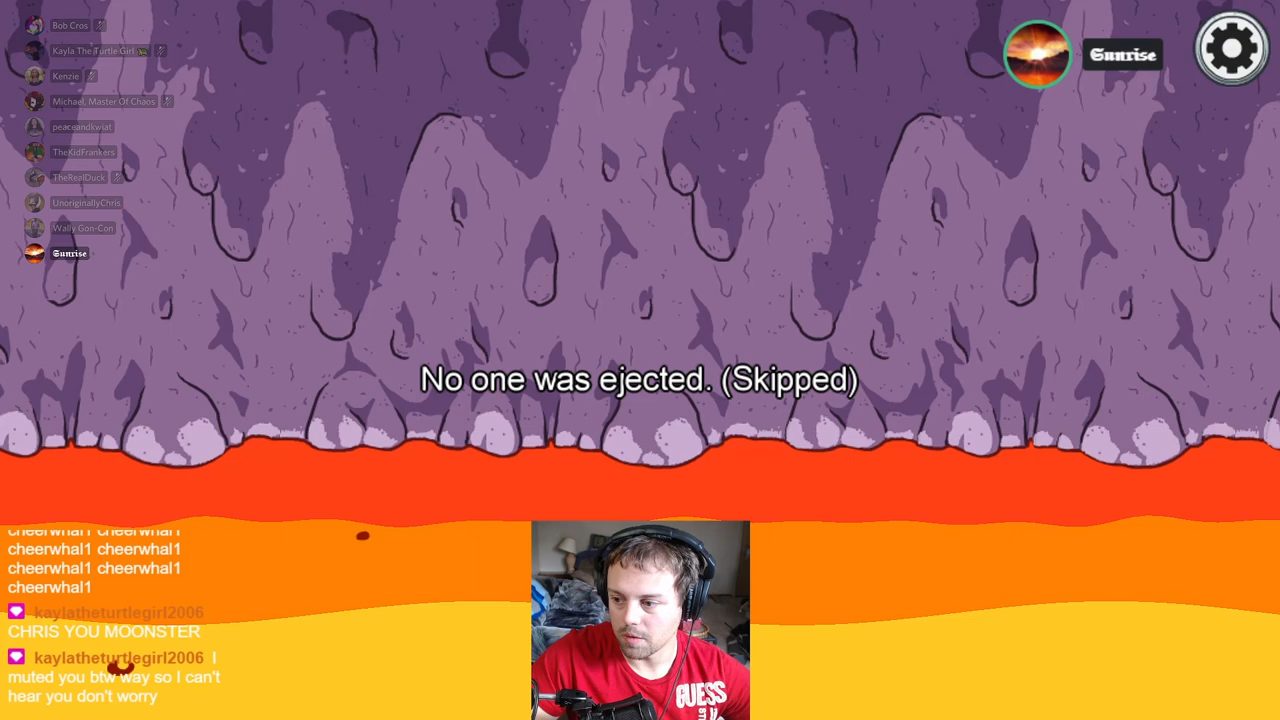 Bob Cros
Kayla The Turtle Girl
Kenzie
Michael, Master Of Chaos
peaceandkwiat
TheKidFrankers
TheRealDuck
UnoriginallyChris
Wally Gon-Con
Sunrise
Sunrise
No one was ejected. (Skipped)
cheerwhal1 cheerwhal1
cheerwhal1 cheerwhal1
cheerwhal1 cheerwhal1
cheerwhal1
kaylatheturtlegirl2006
CHRIS YOU MOONSTER
kaylatheturtlegirl2006 I
muted you btw way so I can't
hear you don't worry
GUESS